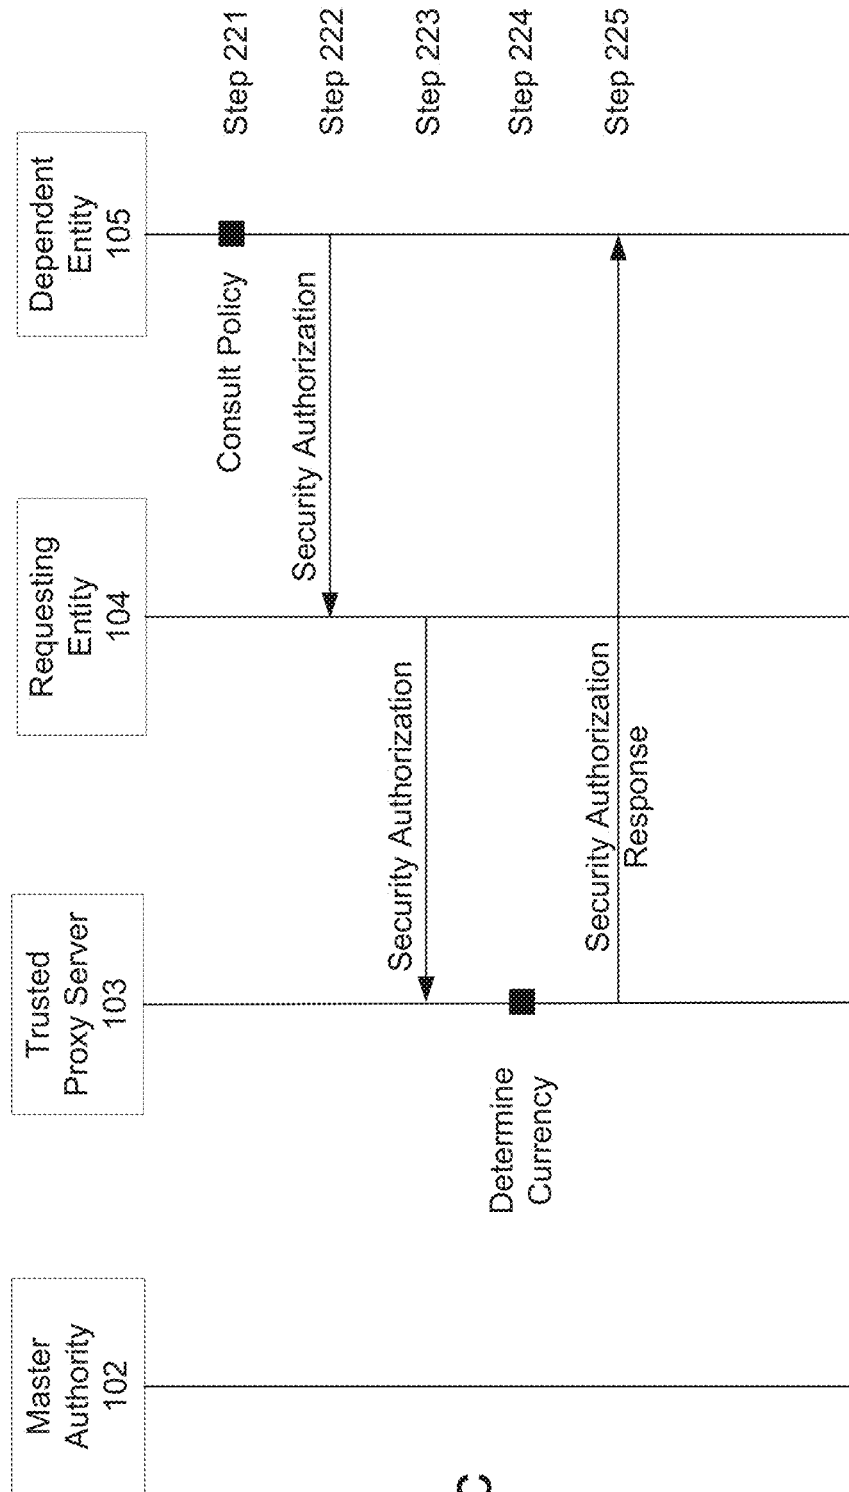 Master
Authority
102
Trusted
Proxy Server
103
Requesting
Entity
104
Dependent
Entity
105
Consult Policy
Step 221
Security Authorization
Step 222
Security Authorization
Step 223
Determine
Currency
Step 224
Security Authorization
Response
Step 225
C